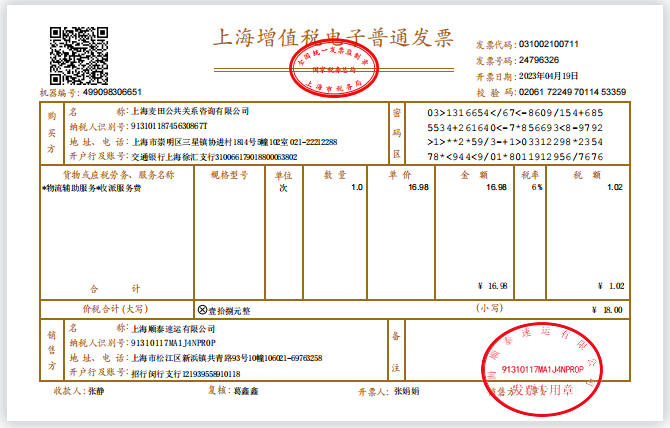 上海增值税电子普通发票
全国统一发票监制章
国家税务总局
上海市税务局
机器编号: 499098306651
发票代码: 031002100711
发票号码: 24796326
开票日期: 2023年04月19日
校 验 码: 02061 72249 70114 53359
购买方
名 称: 上海麦田公共关系咨询有限公司
纳税人识别号: 91310118745630867T
地 址、电 话: 上海市崇明区三星镇协进村1814号5幢102室 021-22212288
开户行及账号: 交通银行上海徐汇支行310066179018800063802
密码区
03>1316654</67<-8609/154+685
5534+261640<-7*856693<8-9792
>1>**2*59/3=+1>03312298*2354
78*<944<9/01*8011912956/7676
货物或应税劳务、服务名称 规格型号 单位 数 量 单 价 金 额 税率 税 额
*物流辅助服务*收派服务费 次 1.0 16.98 16.98 6% 1.02
合 计 ¥ 16.98 ¥ 1.02
价税合计(大写) ⊗壹拾捌元整 (小写) ¥ 18.00
销售方
名 称: 上海顺泰速运有限公司
纳税人识别号: 91310117MA1J4NPR0P
地 址、电 话: 上海市松江区新浜镇共青路93号10幢106021-69763258
开户行及账号: 招行闵行支行121939558910118
备注
收款人: 张静 复核: 葛鑫鑫 开票人: 张娟娟 销售方:(章)
顺泰速运有限公司
91310117MA1J4NPR0P
发票专用章